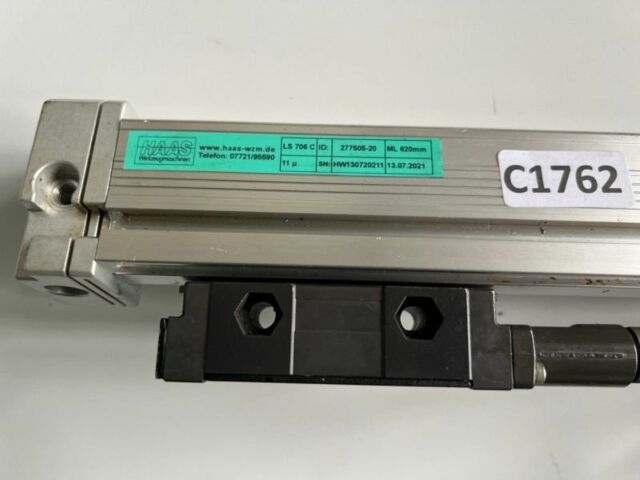 HAAS
Werkzeugmaschinen
www.haas-wzm.de
Telefon: 07721/95590
LS 706 C ID: 277505-20 ML 620mm
11 µ SN: HW130720211 13.07.2021
C1762